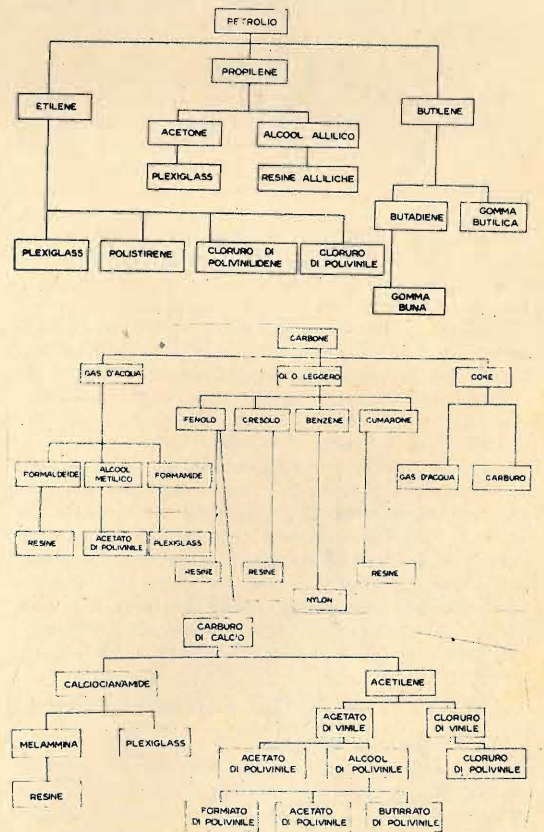 PETROLIO
PROPILENE
ETILENE
BUTILENE
ACETONE
ALCOOL ALLILICO
PLEXIGLASS
RESINE ALLILICHE
BUTADIENE
GOMMA
BUTILICA
PLEXIGLASS
POLISTIRENE
CLORURO DI
POLIVINILIDENE
CLORURO
DI POLIVINILE
GOMMA
BUNA
CARBONE
GAS D'ACQUA
OLIO LEGGERO
COKE
FENOLO
CRESOLO
BENZENE
CUMARONE
FORMALDEIDE
ALCOOL
METILICO
FORMAMIDE
GAS D'ACQUA
CARBURO
RESINE
ACETATO
DI POLIVINILE
PLEXIGLASS
RESINE
RESINE
RESINE
NYLON
CARBURO
DI CALCIO
CALCIOCIANAMIDE
ACETILENE
ACETATO
DI VINILE
CLORURO
DI VINILE
MELAMMINA
PLEXIGLASS
ACETATO
DI POLIVINILE
ALCOOL
DI POLIVINILE
CLORURO
DI POLIVINILE
RESINE
FORMIATO
DI POLIVINILE
ACETATO
DI POLIVINILE
BUTIRRATO
DI POLIVINILE